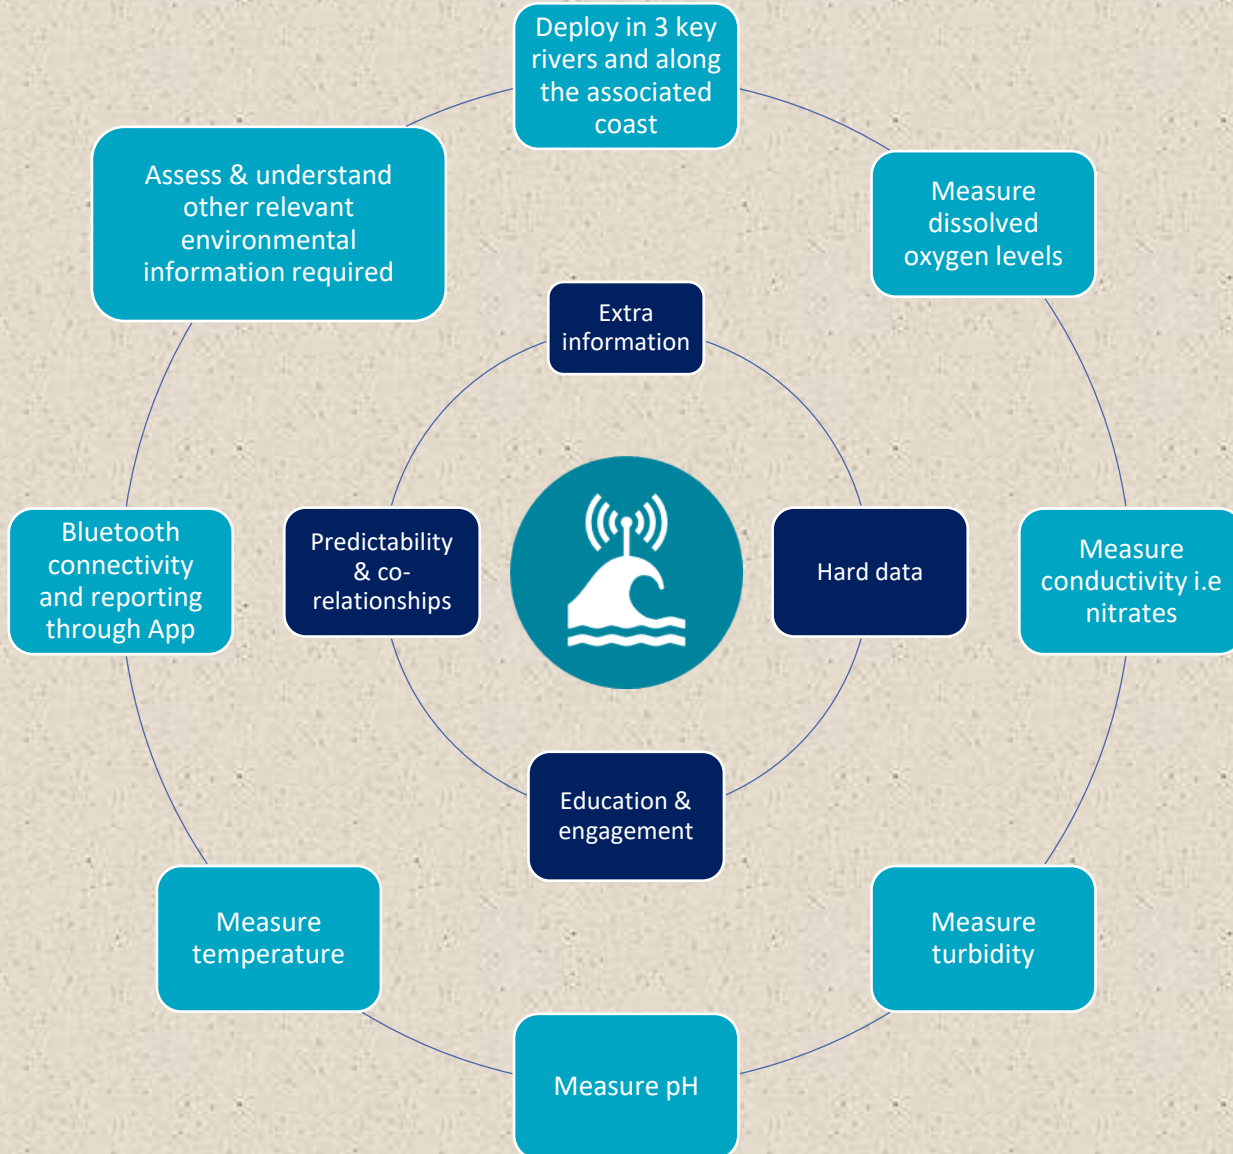 Deploy in 3 key
rivers and along
the associated
coast
Measure
dissolved
oxygen levels
Measure
conductivity i.e
nitrates
Measure
turbidity
Measure pH
Measure
temperature
Bluetooth
connectivity
and reporting
through App
Assess & understand
other relevant
environmental
information required
Extra
information
Hard data
Education &
engagement
Predictability
& co-
relationships